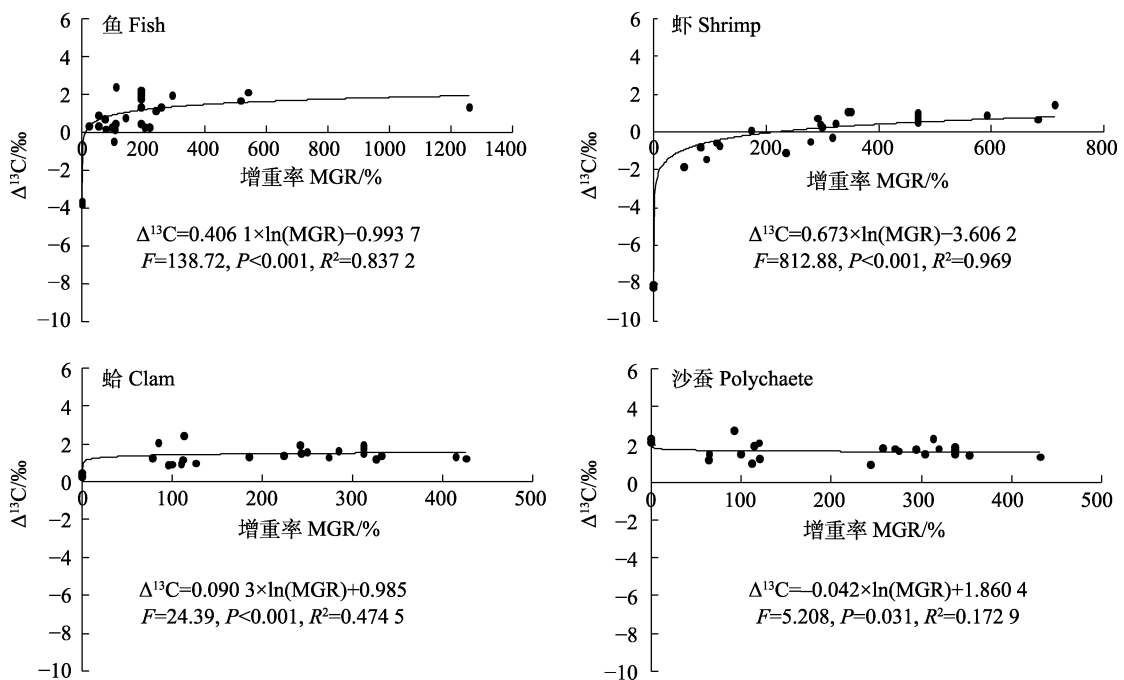 鱼 Fish
6
4
2
0
−2
−4
−6
−8
−10
Δ¹³C/‰
0 200 400 600 800 1000 1200 1400
增重率 MGR/%
Δ¹³C=0.406 1×ln(MGR)−0.993 7
F=138.72, P<0.001, R²=0.837 2
虾 Shrimp
6
4
2
0
−2
−4
−6
−8
−10
Δ¹³C/‰
0 200 400 600 800
增重率 MGR/%
Δ¹³C=0.673×ln(MGR)−3.606 2
F=812.88, P<0.001, R²=0.969
蛤 Clam
6
4
2
0
−2
−4
−6
−8
−10
Δ¹³C/‰
0 100 200 300 400 500
增重率 MGR/%
Δ¹³C=0.090 3×ln(MGR)+0.985
F=24.39, P<0.001, R²=0.474 5
沙蚕 Polychaete
6
4
2
0
−2
−4
−6
−8
−10
Δ¹³C/‰
0 100 200 300 400 500
增重率 MGR/%
Δ¹³C=−0.042×ln(MGR)+1.860 4
F=5.208, P=0.031, R²=0.172 9